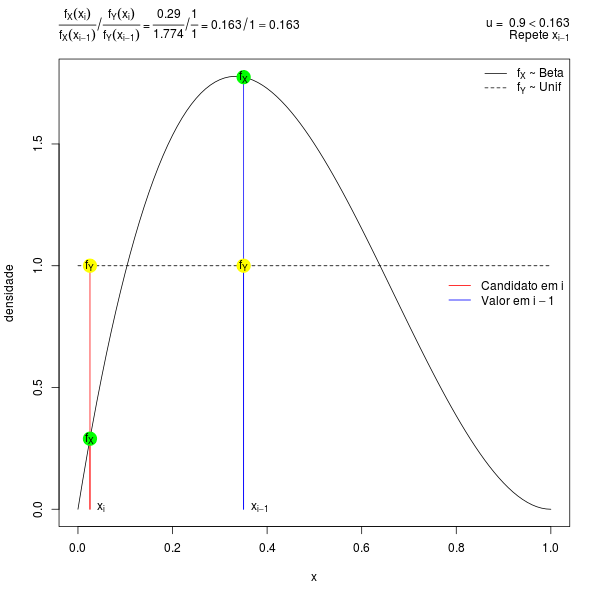 fX(xi)/fX(xi−1) / fY(xi)/fY(xi−1) = 0.29/1.774 / 1/1 = 0.163/1 = 0.163
u = 0.9 < 0.163
Repete xi−1
fX ~ Beta
fY ~ Unif
fX
fY
fY
Candidato em i
Valor em i − 1
fX
xi
xi−1
densidade
0.0
0.5
1.0
1.5
0.0 0.2 0.4 0.6 0.8 1.0
x